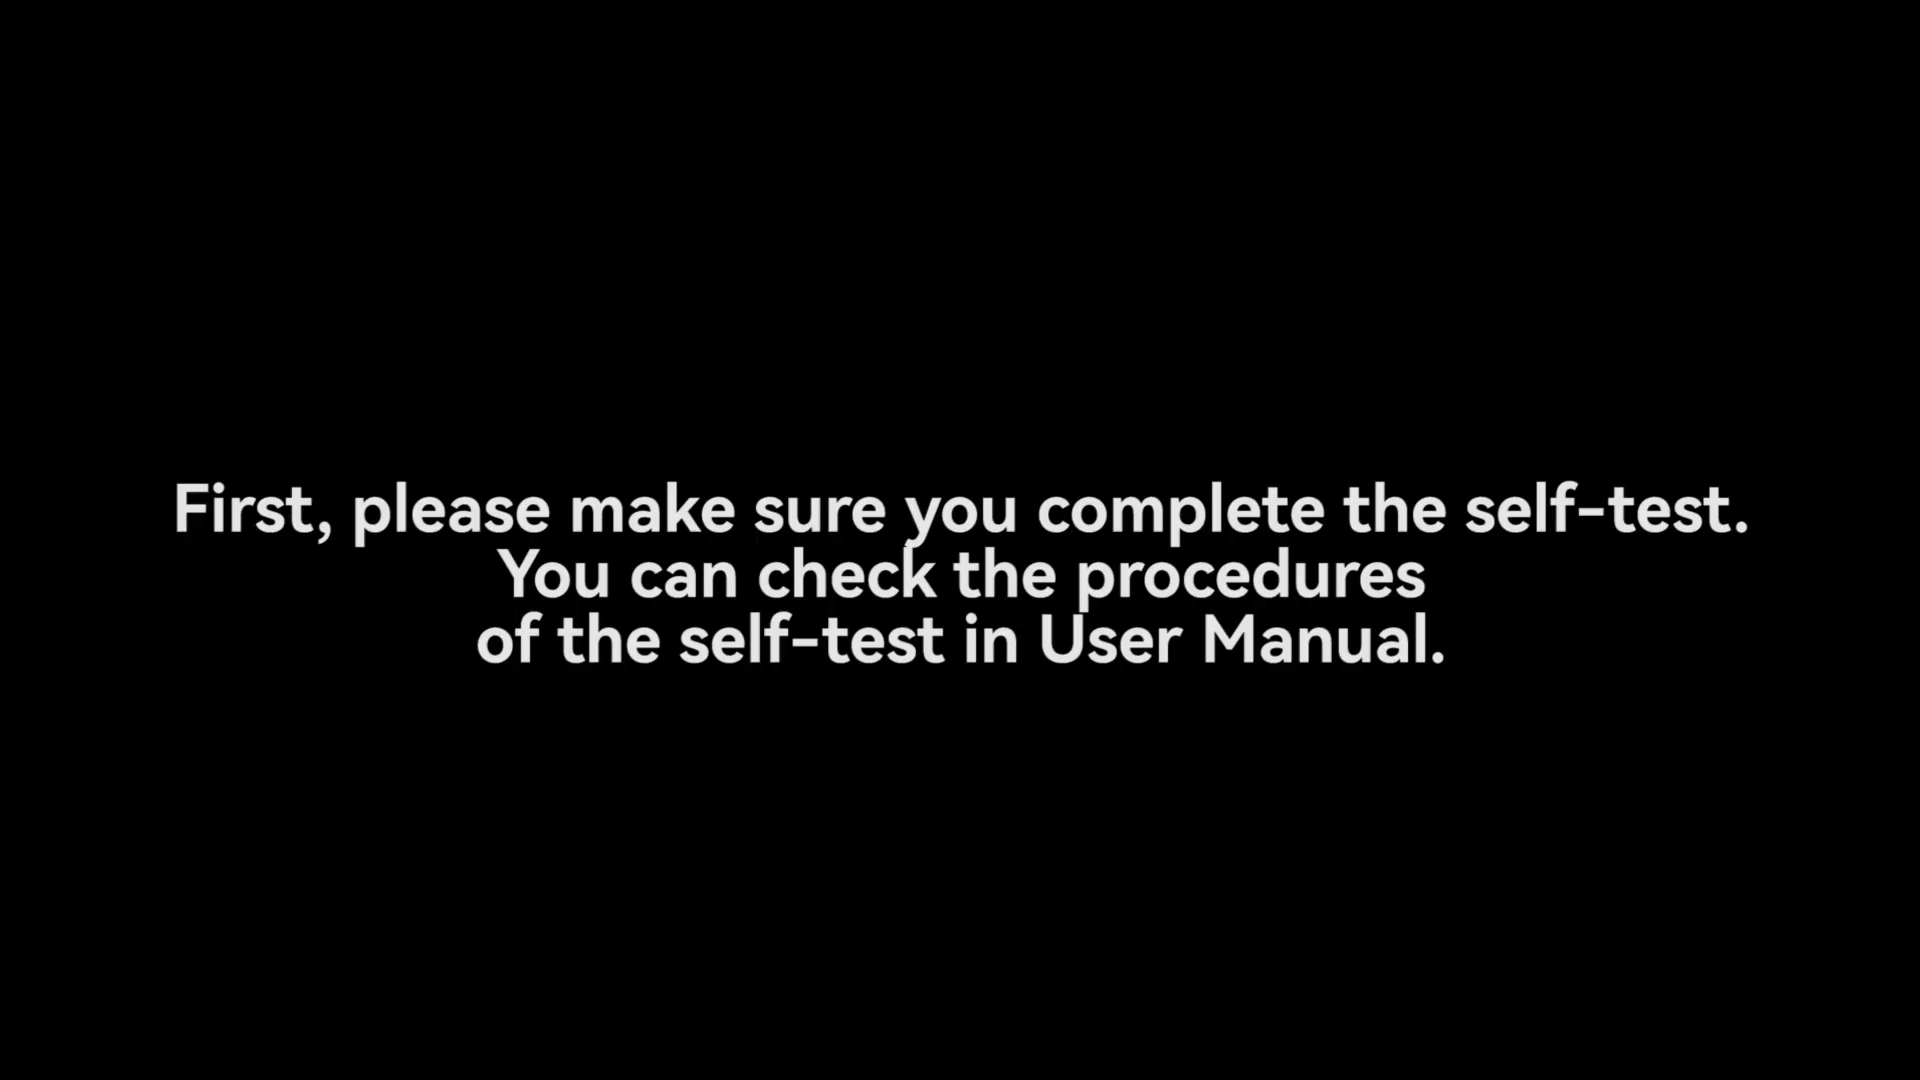 First, please make sure you complete the self-test.
You can check the procedures
of the self-test in User Manual.